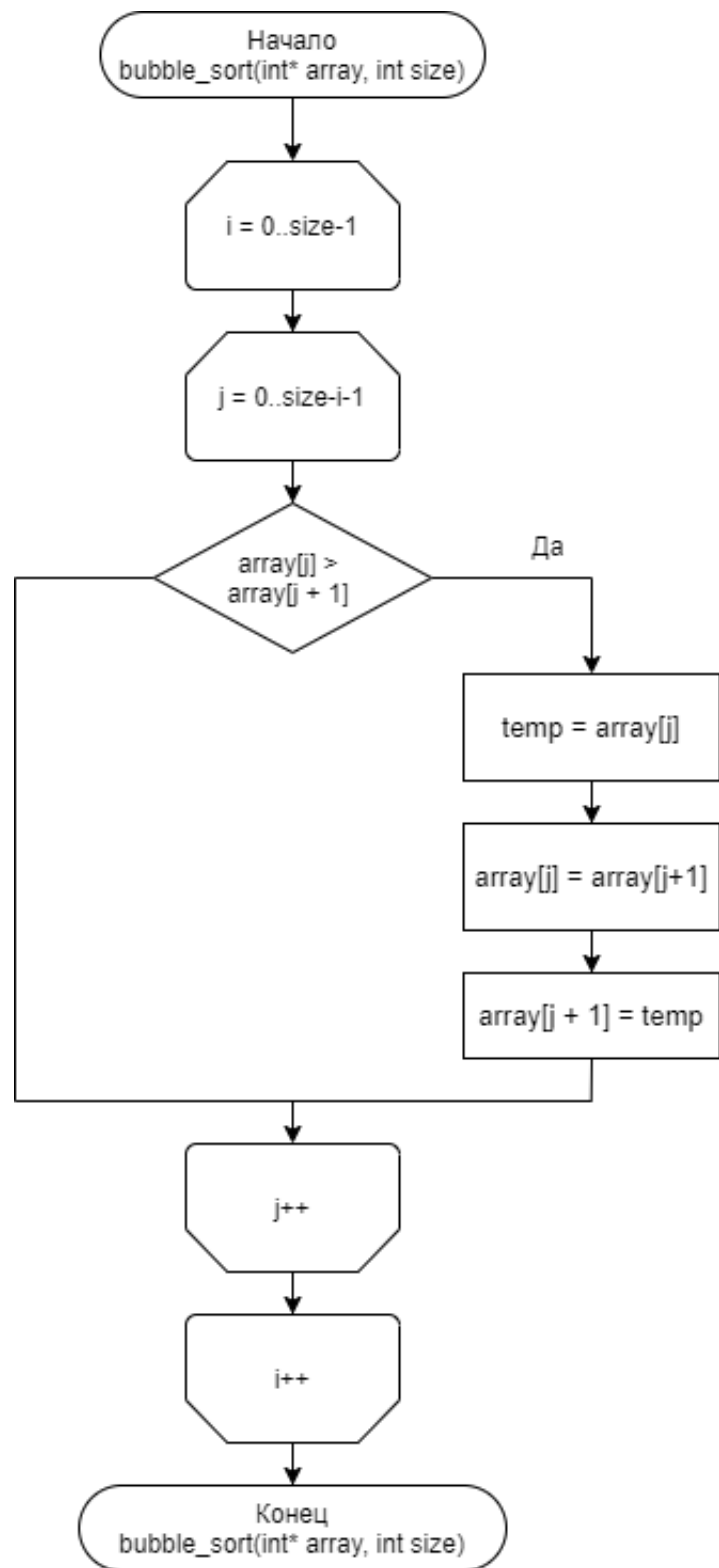 Начало
bubble_sort(int* array, int size)
i = 0..size-1
j = 0..size-i-1
array[j] >
array[j + 1]
Да
temp = array[j]
array[j] = array[j+1]
array[j + 1] = temp
j++
i++
Конец
bubble_sort(int* array, int size)